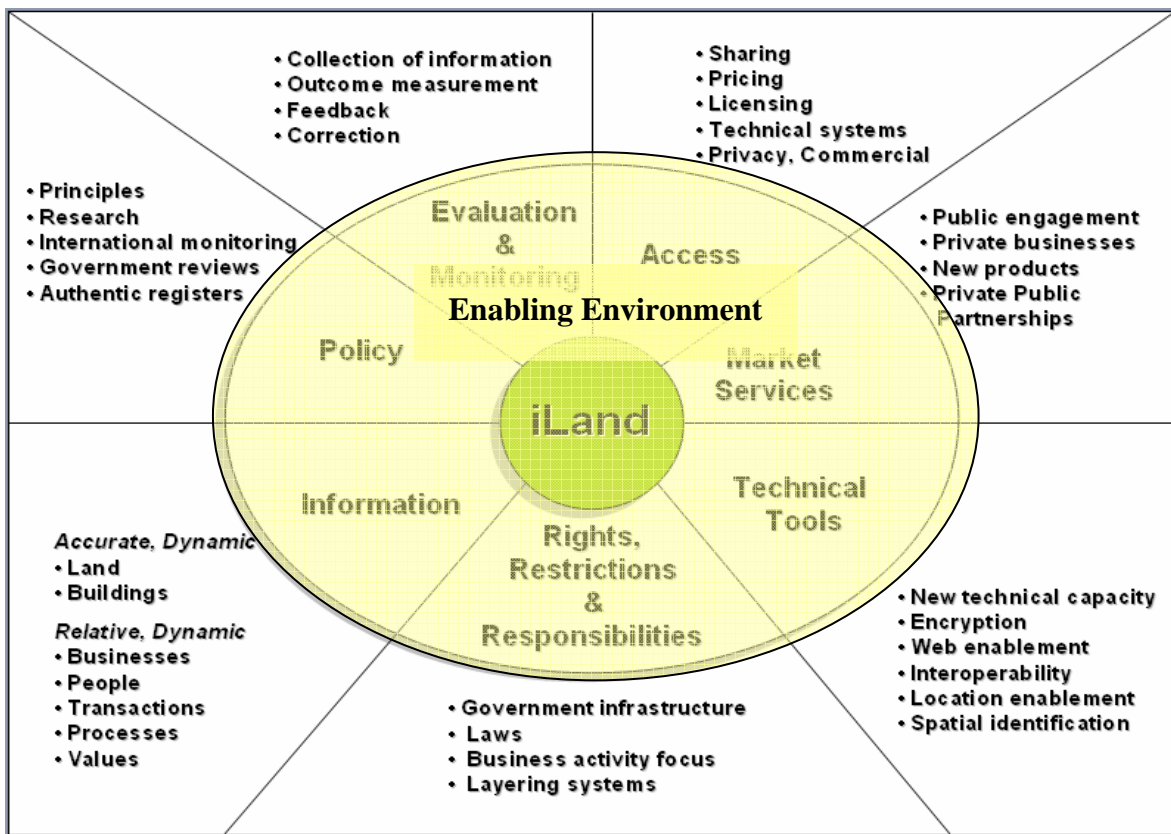 • Collection of information
• Outcome measurement
• Feedback
• Correction
• Sharing
• Pricing
• Licensing
• Technical systems
• Privacy, Commercial
• Principles
• Research
• International monitoring
• Government reviews
• Authentic registers
• Public engagement
• Private businesses
• New products
• Private Public
Partnerships
Evaluation
&
Monitoring
Access
Enabling Environment
Policy
Market
Services
iLand
Information
Technical
Tools
Rights,
Restrictions
&
Responsibilities
Accurate, Dynamic
• Land
• Buildings
Relative, Dynamic
• Businesses
• People
• Transactions
• Processes
• Values
• Government infrastructure
• Laws
• Business activity focus
• Layering systems
• New technical capacity
• Encryption
• Web enablement
• Interoperability
• Location enablement
• Spatial identification